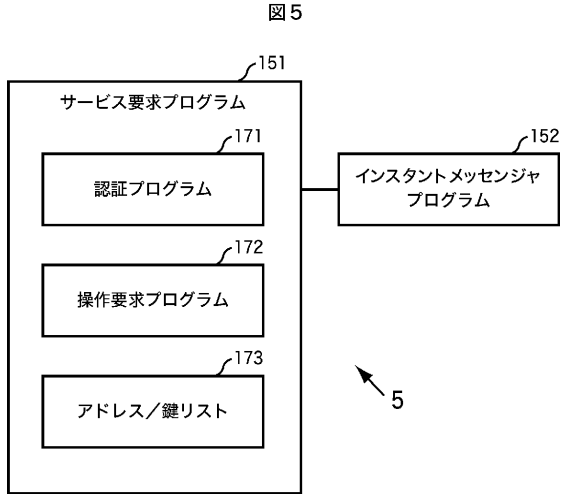 図5
151
サービス要求プログラム
171
認証プログラム
152
インスタントメッセンジャ
プログラム
172
操作要求プログラム
173
アドレス／鍵リスト
5